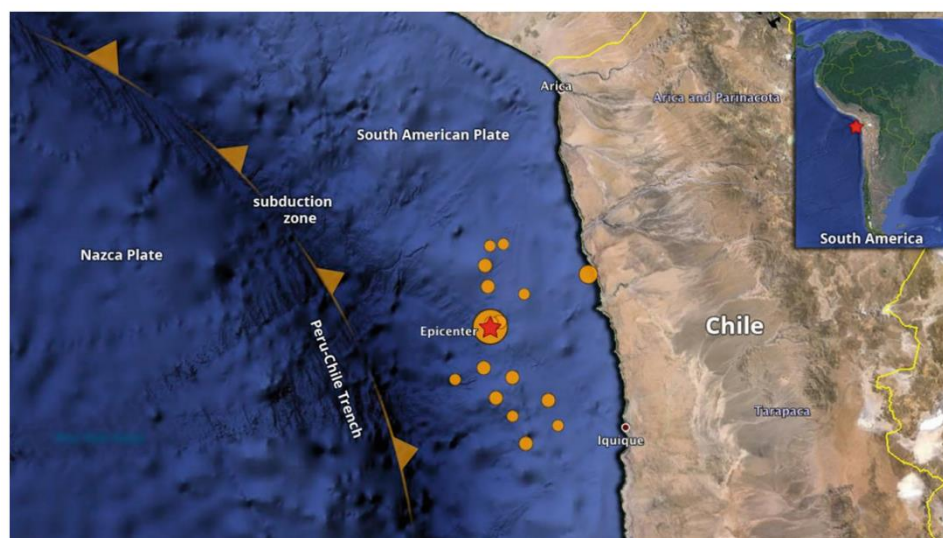 Arica
Arica and Parinacota
South American Plate
subduction
zone
Nazca Plate
South America
Epicenter
Chile
Peru-Chile Trench
Tarapaca
Iquique